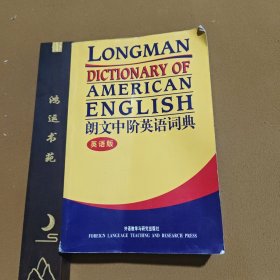 LONGMAN
DICTIONARY OF
AMERICAN
ENGLISH
朗文中阶英语词典
英语版
外语教学与研究出版社
FOREIGN LANGUAGE TEACHING AND RESEARCH PRESS
鸿运书苑